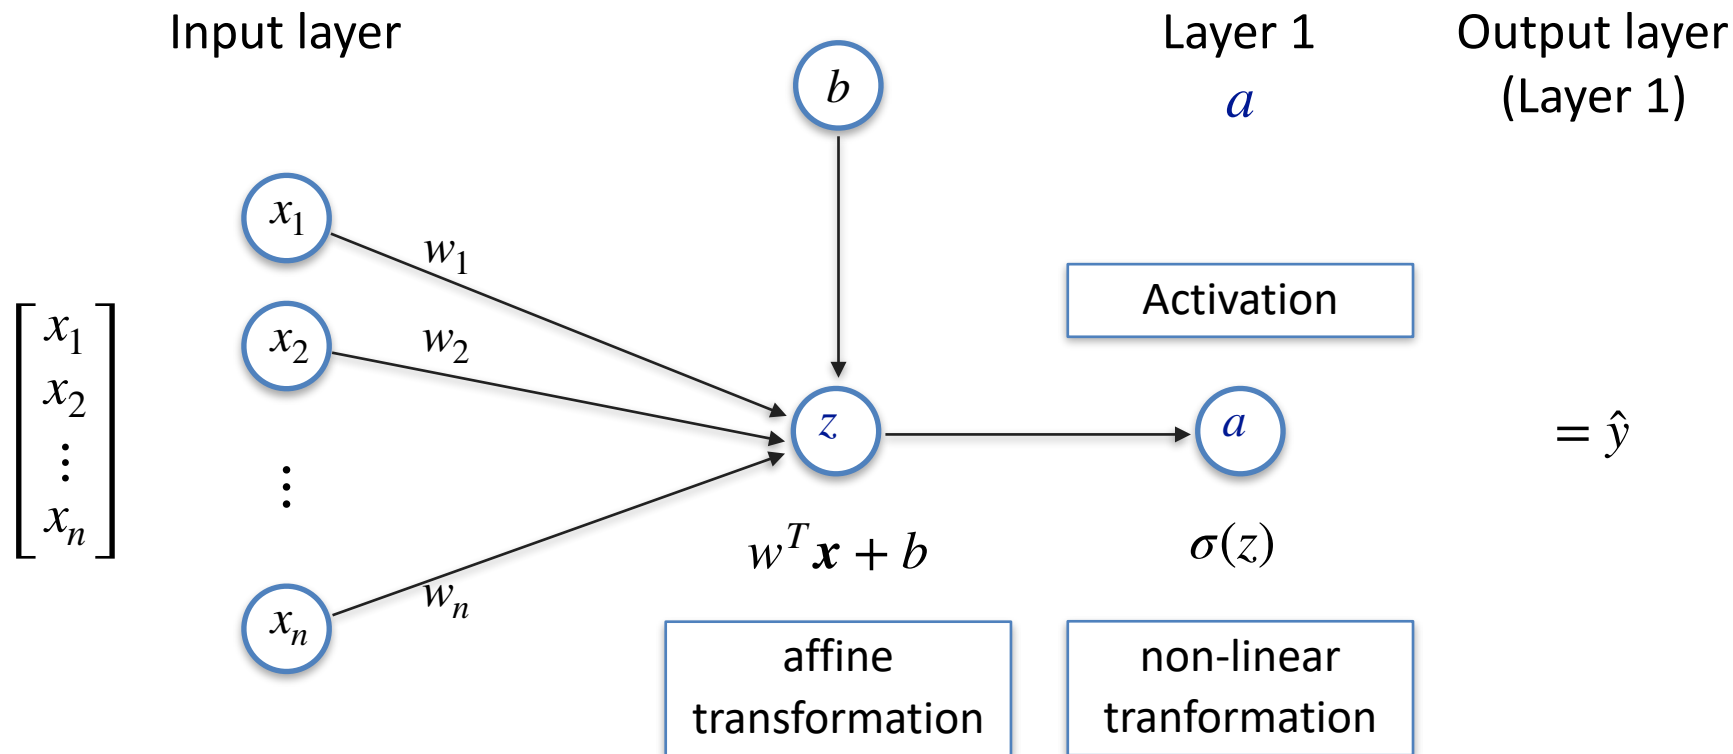 Input layer
Layer 1
a
Output layer
(Layer 1)
b
x₁
w₁
x₂
w₂
Activation
[x₁
x₂
⋮
xₙ]
⋮
z
a
= ŷ
xₙ
wₙ
wᵀx + b
σ(z)
affine
transformation
non-linear
tranformation